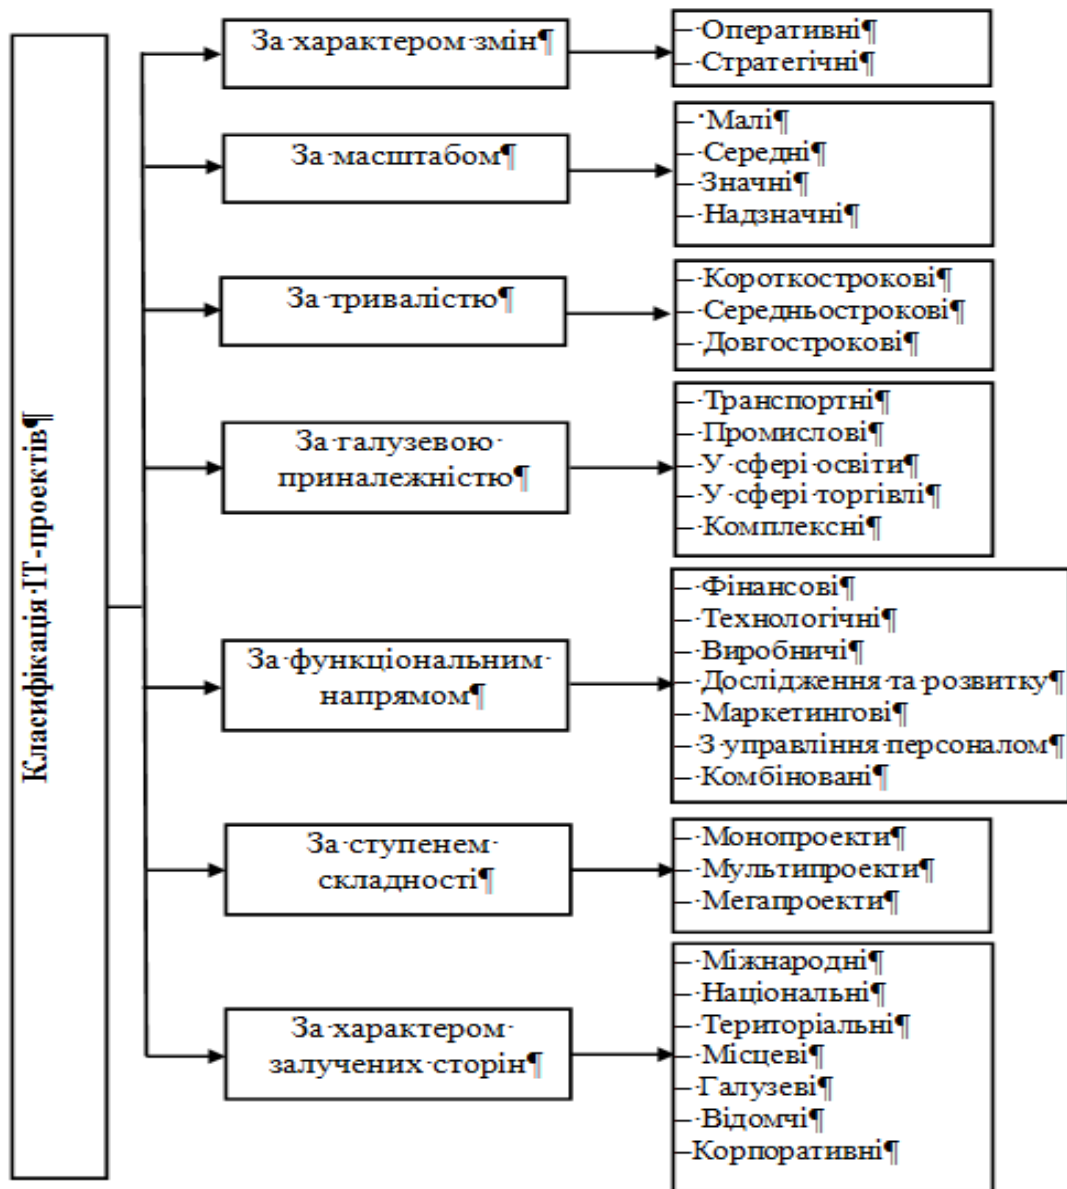 Класифікація·ІТ-проектів¶
За·характером·змін¶
–·Оперативні¶
–·Стратегічні¶
За·масштабом¶
–·Малі¶
–·Середні¶
–·Значні¶
–·Надзначні¶
За·тривалістю¶
–·Короткострокові¶
–·Середньострокові¶
–·Довгострокові¶
За·галузевою·
приналежністю¶
–·Транспортні¶
–·Промислові¶
–·У·сфері·освіти¶
–·У·сфері·торгівлі¶
–·Комплексні¶
За·функціональним·
напрямом¶
–·Фінансові¶
–·Технологічні¶
–·Виробничі¶
–·Дослідження·та·розвитку¶
–·Маркетингові¶
–·З·управління·персоналом¶
–·Комбіновані¶
За·ступенем·
складності¶
–·Монопроекти¶
–·Мультипроекти¶
–·Мегапроекти¶
За·характером·
залучених·сторін¶
–·Міжнародні¶
–·Національні¶
–·Територіальні¶
–·Місцеві¶
–·Галузеві¶
–·Відомчі¶
–Корпоративні¶